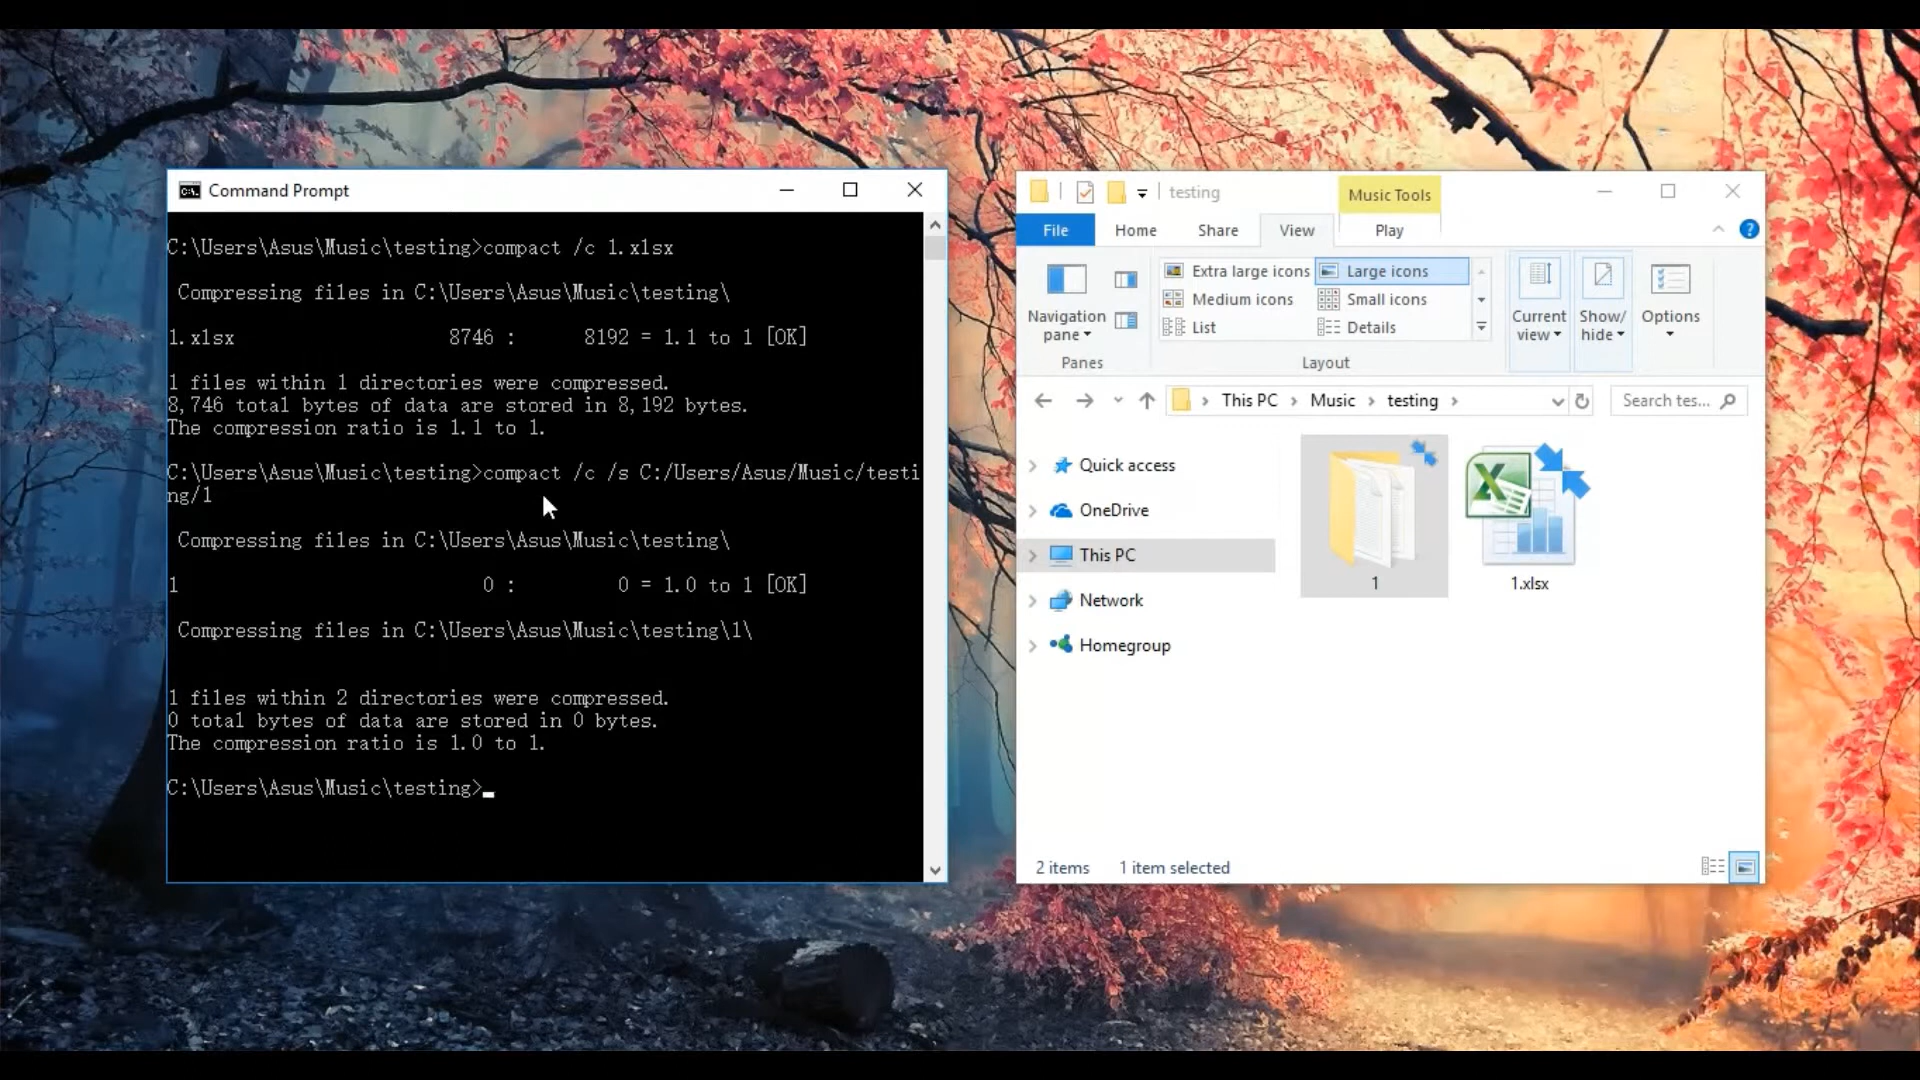 Command Prompt
C:\Users\Asus\Music\testing>compact /c 1.xlsx
Compressing files in C:\Users\Asus\Music\testing\
1.xlsx 8746 : 8192 = 1.1 to 1 [OK]
1 files within 1 directories were compressed.
8,746 total bytes of data are stored in 8,192 bytes.
The compression ratio is 1.1 to 1.
C:\Users\Asus\Music\testing>compact /c /s C:/Users/Asus/Music/testi
ng/1
Compressing files in C:\Users\Asus\Music\testing\
1 0 : 0 = 1.0 to 1 [OK]
Compressing files in C:\Users\Asus\Music\testing\1\
1 files within 2 directories were compressed.
0 total bytes of data are stored in 0 bytes.
The compression ratio is 1.0 to 1.
C:\Users\Asus\Music\testing>
testing
Music Tools
File Home Share View Play
Navigation
pane
Panes
Extra large icons Large icons
Medium icons Small icons
List Details
Layout
Current
view
Show/
hide
Options
This PC > Music > testing >
Search tes...
Quick access
OneDrive
This PC
Network
Homegroup
1
1.xlsx
2 items 1 item selected